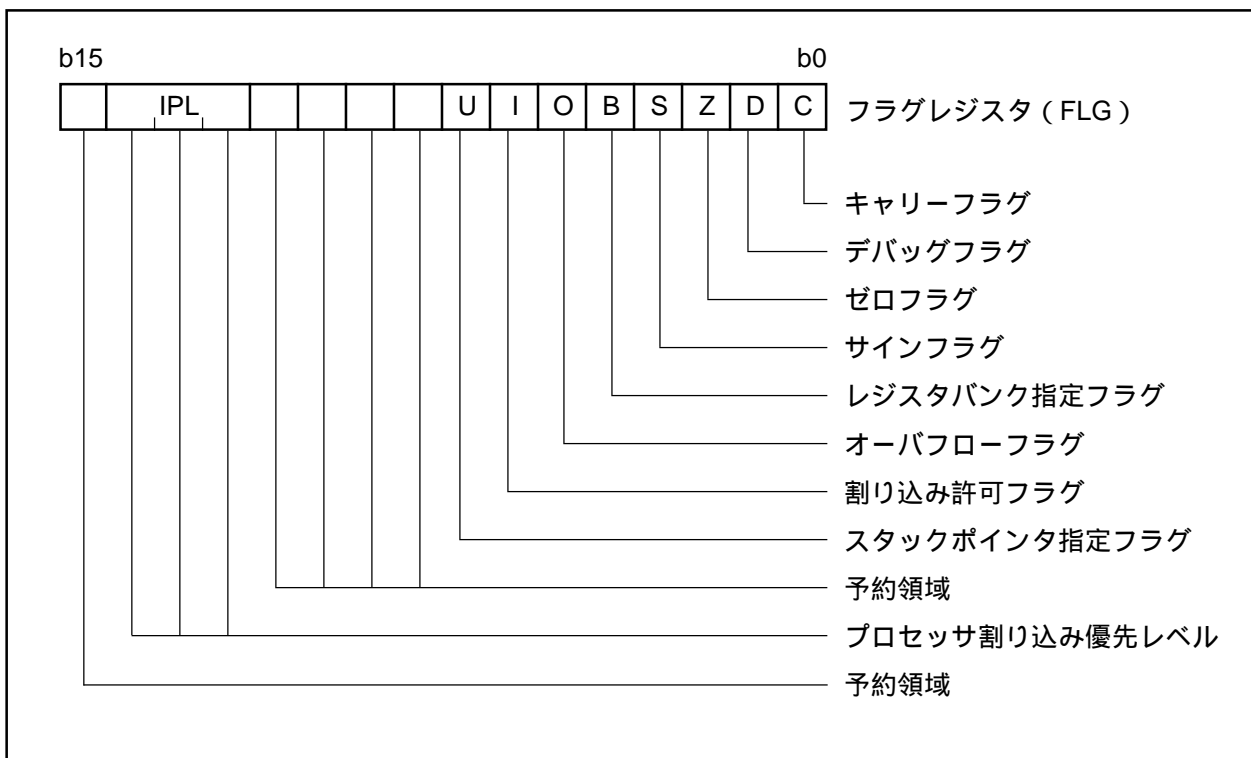 b15 b0
IPL U I O B S Z D C フラグレジスタ(FLG)
キャリーフラグ
デバッグフラグ
ゼロフラグ
サインフラグ
レジスタバンク指定フラグ
オーバフローフラグ
割り込み許可フラグ
スタックポインタ指定フラグ
予約領域
プロセッサ割り込み優先レベル
予約領域